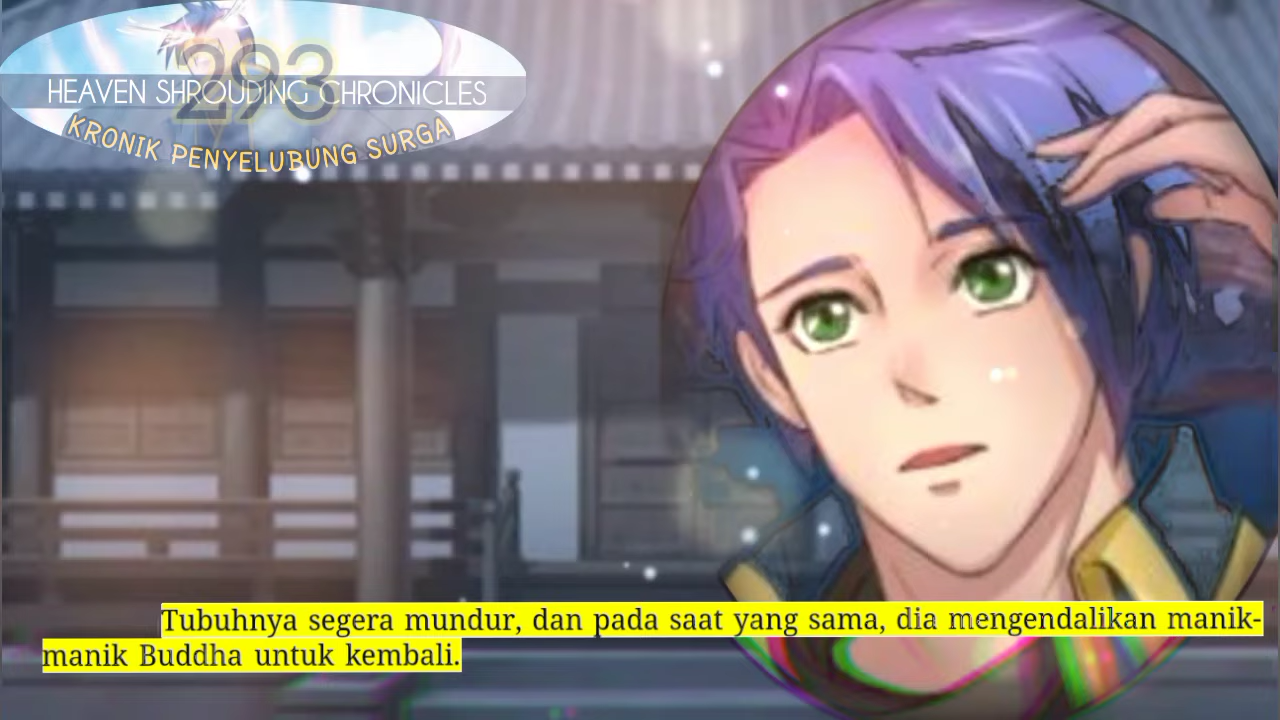 293
HEAVEN SHROUDING CHRONICLES
KRONIK PENYELUBUNG SURGA
Tubuhnya segera mundur, dan pada saat yang sama, dia mengendalikan manik-
manik Buddha untuk kembali.